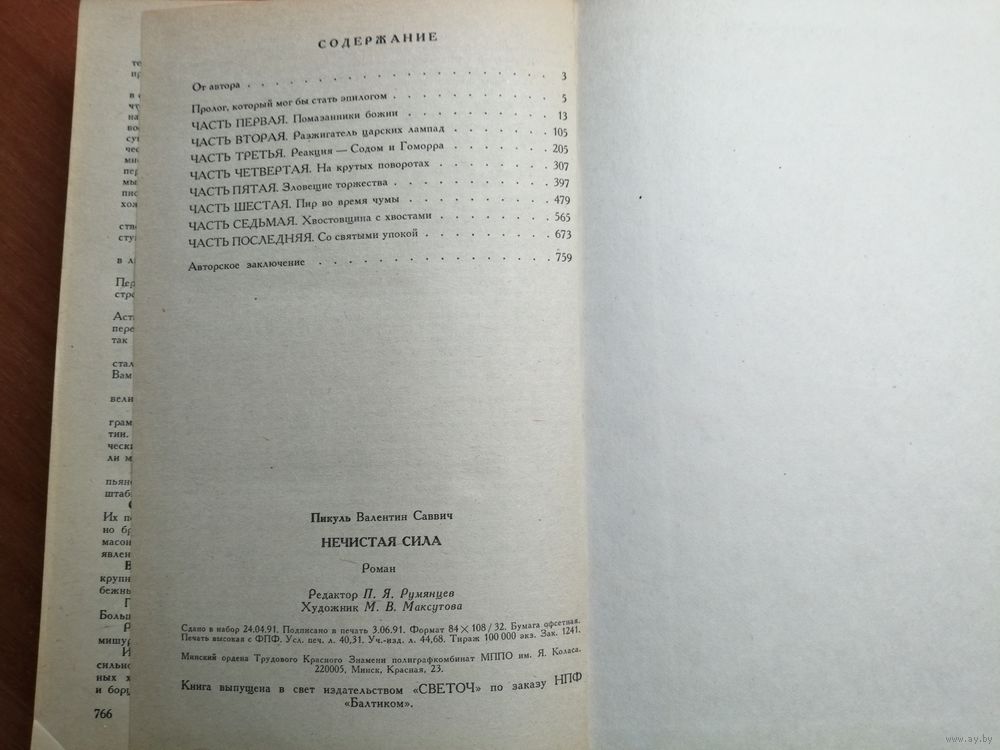 СОДЕРЖАНИЕ
От автора . . . . . . . . . . . . . . . . . 3
Пролог, который мог бы стать эпилогом . . . . . . . . 5
ЧАСТЬ ПЕРВАЯ. Помазанники божии . . . . . . . . 13
ЧАСТЬ ВТОРАЯ. Разжигатель царских лампад . . . . . . 105
ЧАСТЬ ТРЕТЬЯ. Реакция — Содом и Гоморра . . . . . . 205
ЧАСТЬ ЧЕТВЕРТАЯ. На крутых поворотах . . . . . . . 307
ЧАСТЬ ПЯТАЯ. Зловещие торжества . . . . . . . . . 397
ЧАСТЬ ШЕСТАЯ. Пир во время чумы . . . . . . . . 479
ЧАСТЬ СЕДЬМАЯ. Хвостовщина с хвостами . . . . . . 565
ЧАСТЬ ПОСЛЕДНЯЯ. Со святыми упокой . . . . . . . 673
Авторское заключение . . . . . . . . . . . . 759
Пикуль Валентин Саввич
НЕЧИСТАЯ СИЛА
Роман
Редактор П. Я. Румянцев
Художник М. В. Максутова
Сдано в набор 24.04.91. Подписано в печать 3.06.91. Формат 84×108/32. Бумага офсетная.
Печать высокая с ФПФ. Усл. печ. л. 40,31. Уч.-изд. л. 44,68. Тираж 100 000 экз. Зак. 1241.
Минский ордена Трудового Красного Знамени полиграфкомбинат МППО им. Я. Коласа.
220005, Минск, Красная, 23.
Книга выпущена в свет издательством «СВЕТОЧ» по заказу НПФ
«Балтиком».
766
www.ay.by